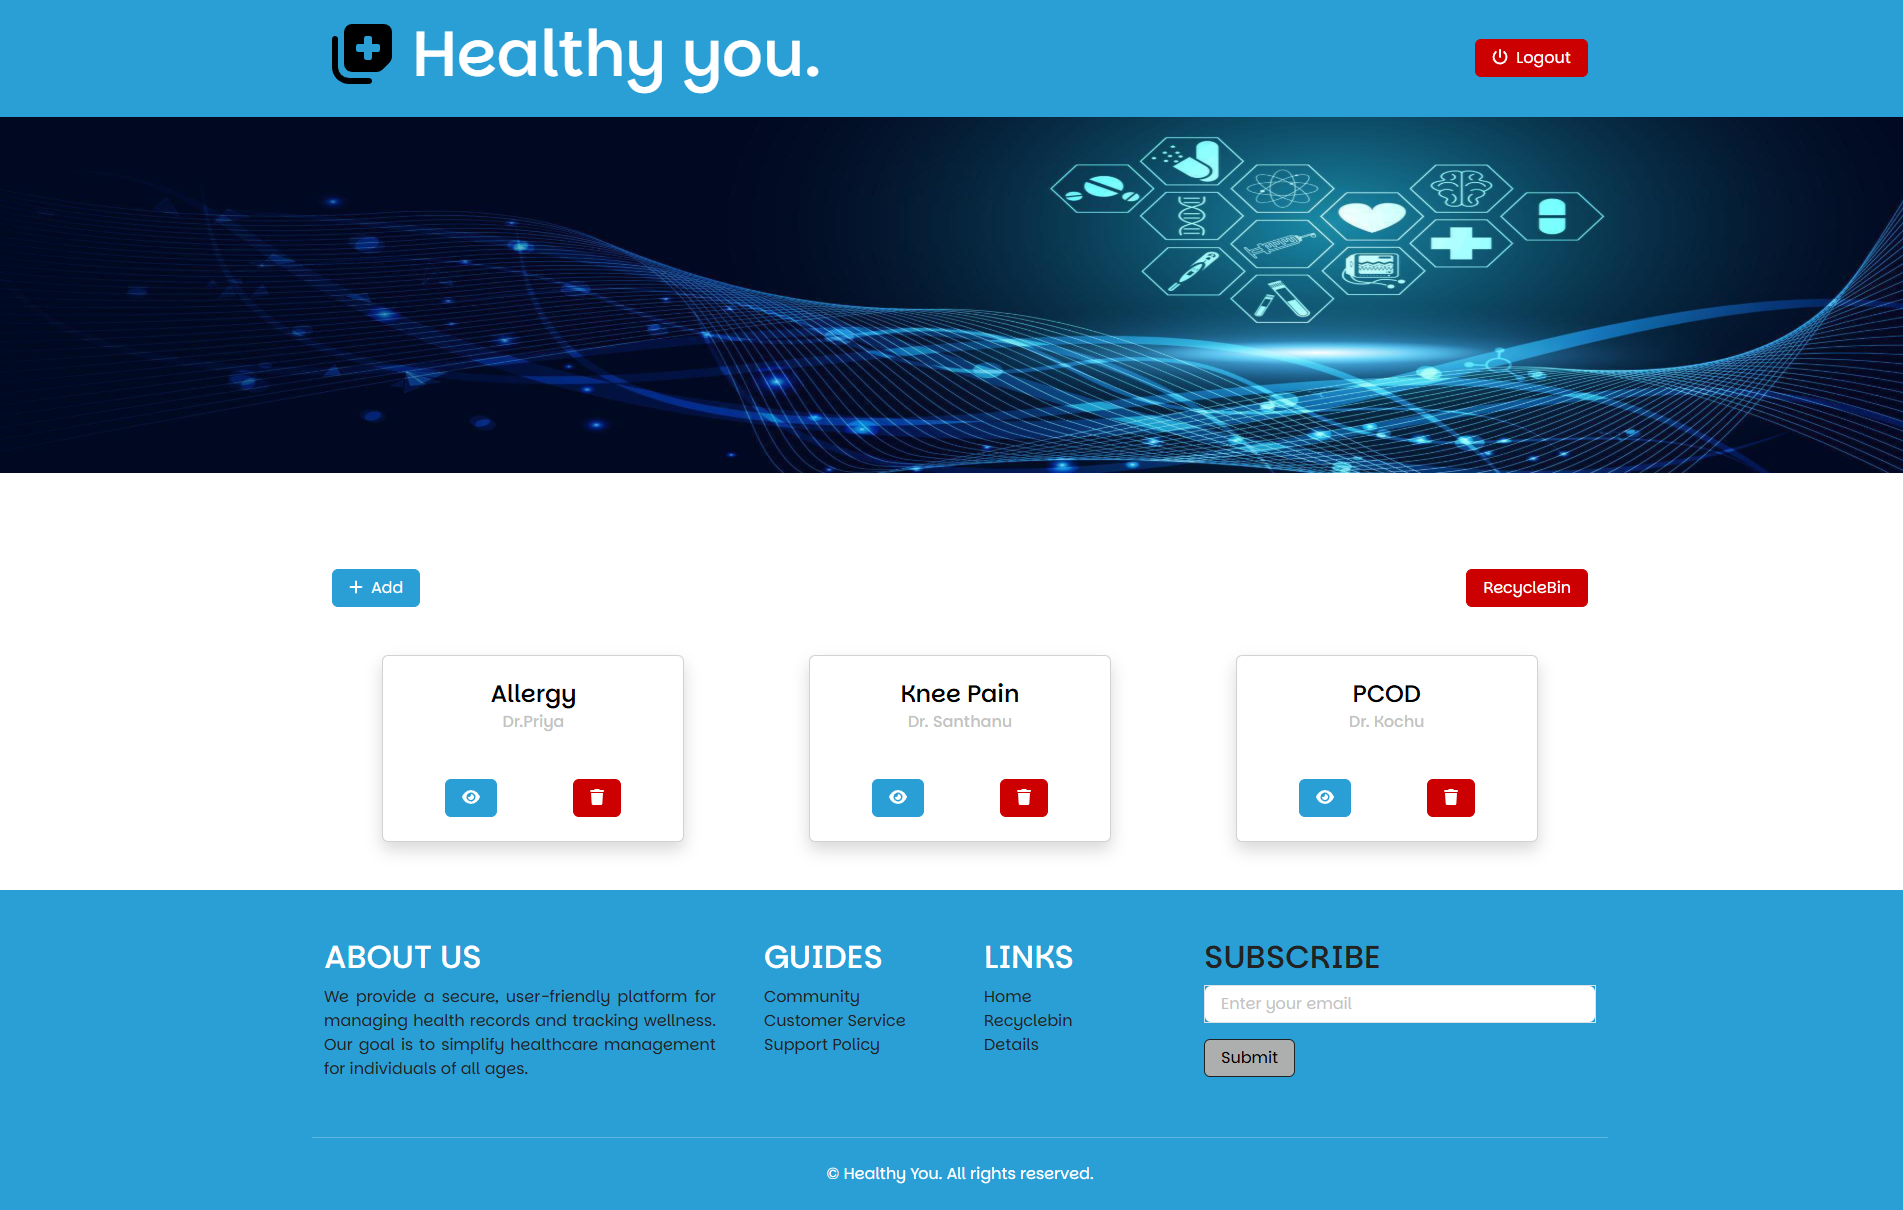 Healthy you.
Logout
Add
RecycleBin
Allergy
Dr.Priya
Knee Pain
Dr. Santhanu
PCOD
Dr. Kochu
ABOUT US
We provide a secure, user-friendly platform for
managing health records and tracking wellness.
Our goal is to simplify healthcare management
for individuals of all ages.
GUIDES
Community
Customer Service
Support Policy
LINKS
Home
Recyclebin
Details
SUBSCRIBE
Enter your email
Submit
© Healthy You. All rights reserved.